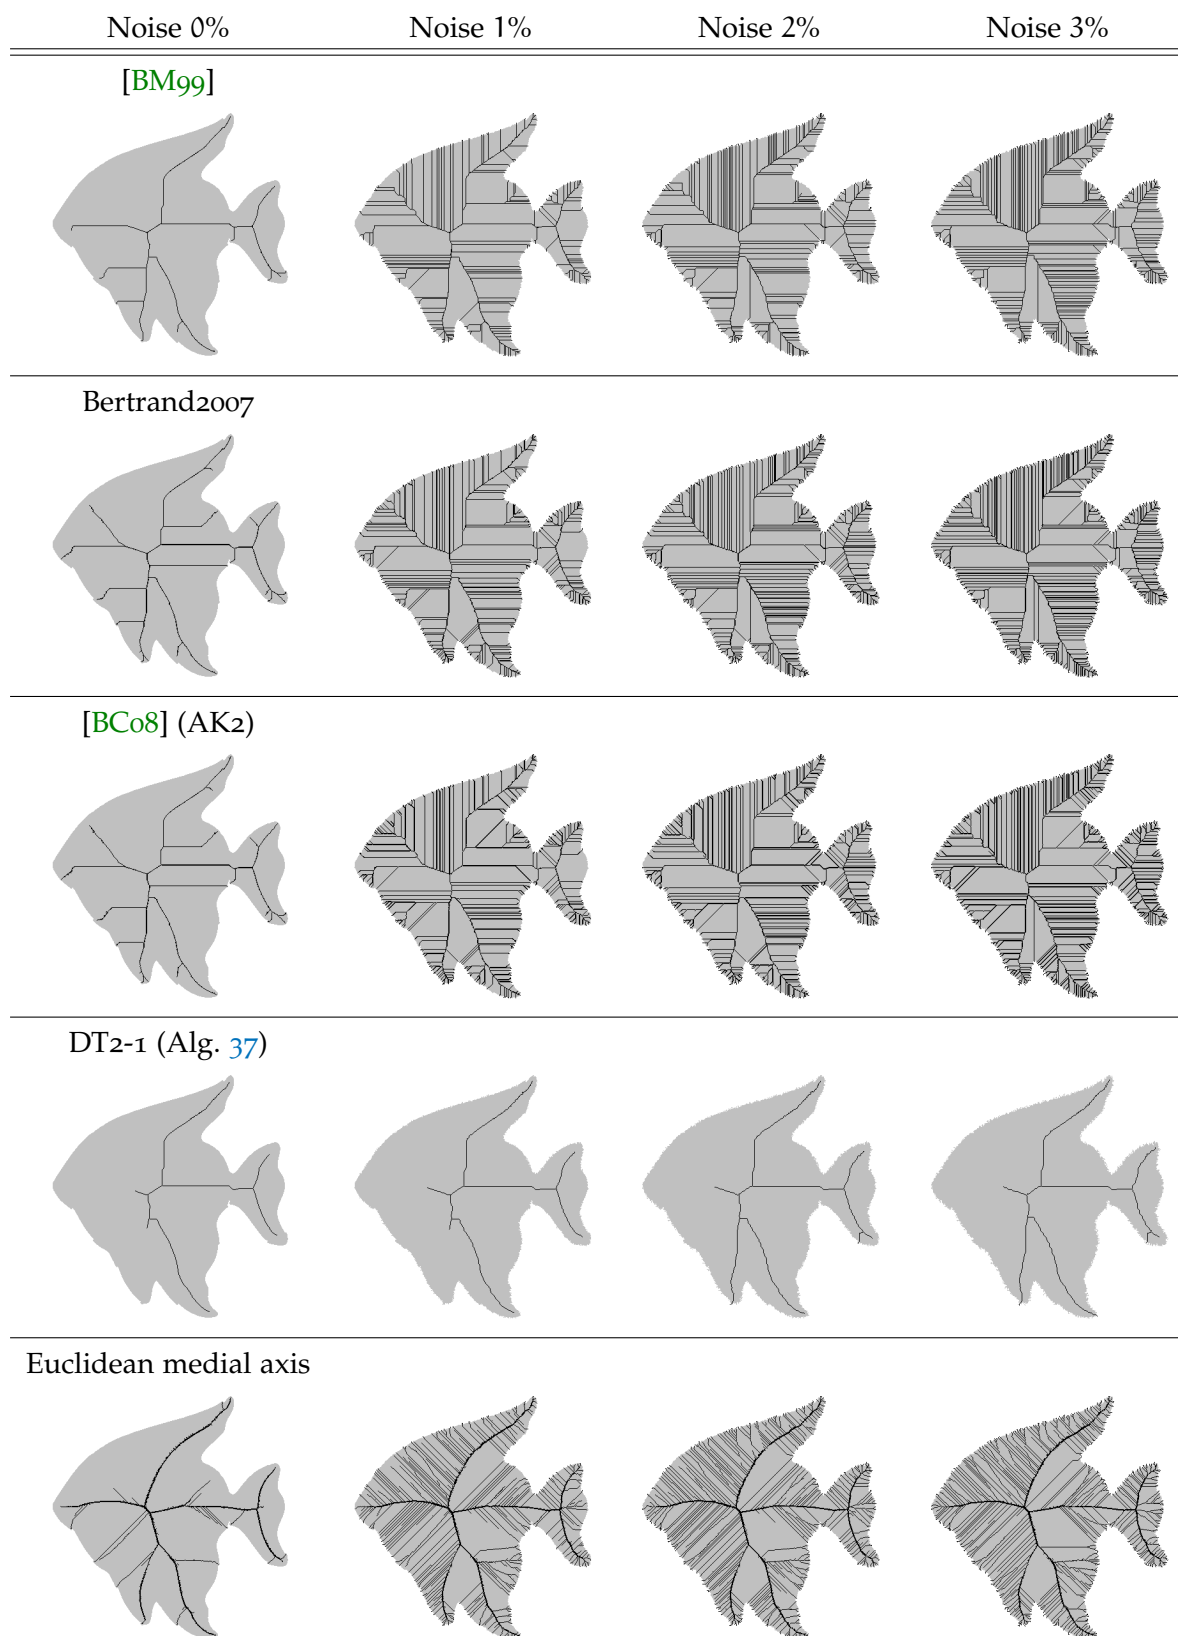 Noise 0% Noise 1% Noise 2% Noise 3%
[BM99]
Bertrand2007
[BC08] (AK2)
DT2-1 (Alg. 37)
Euclidean medial axis